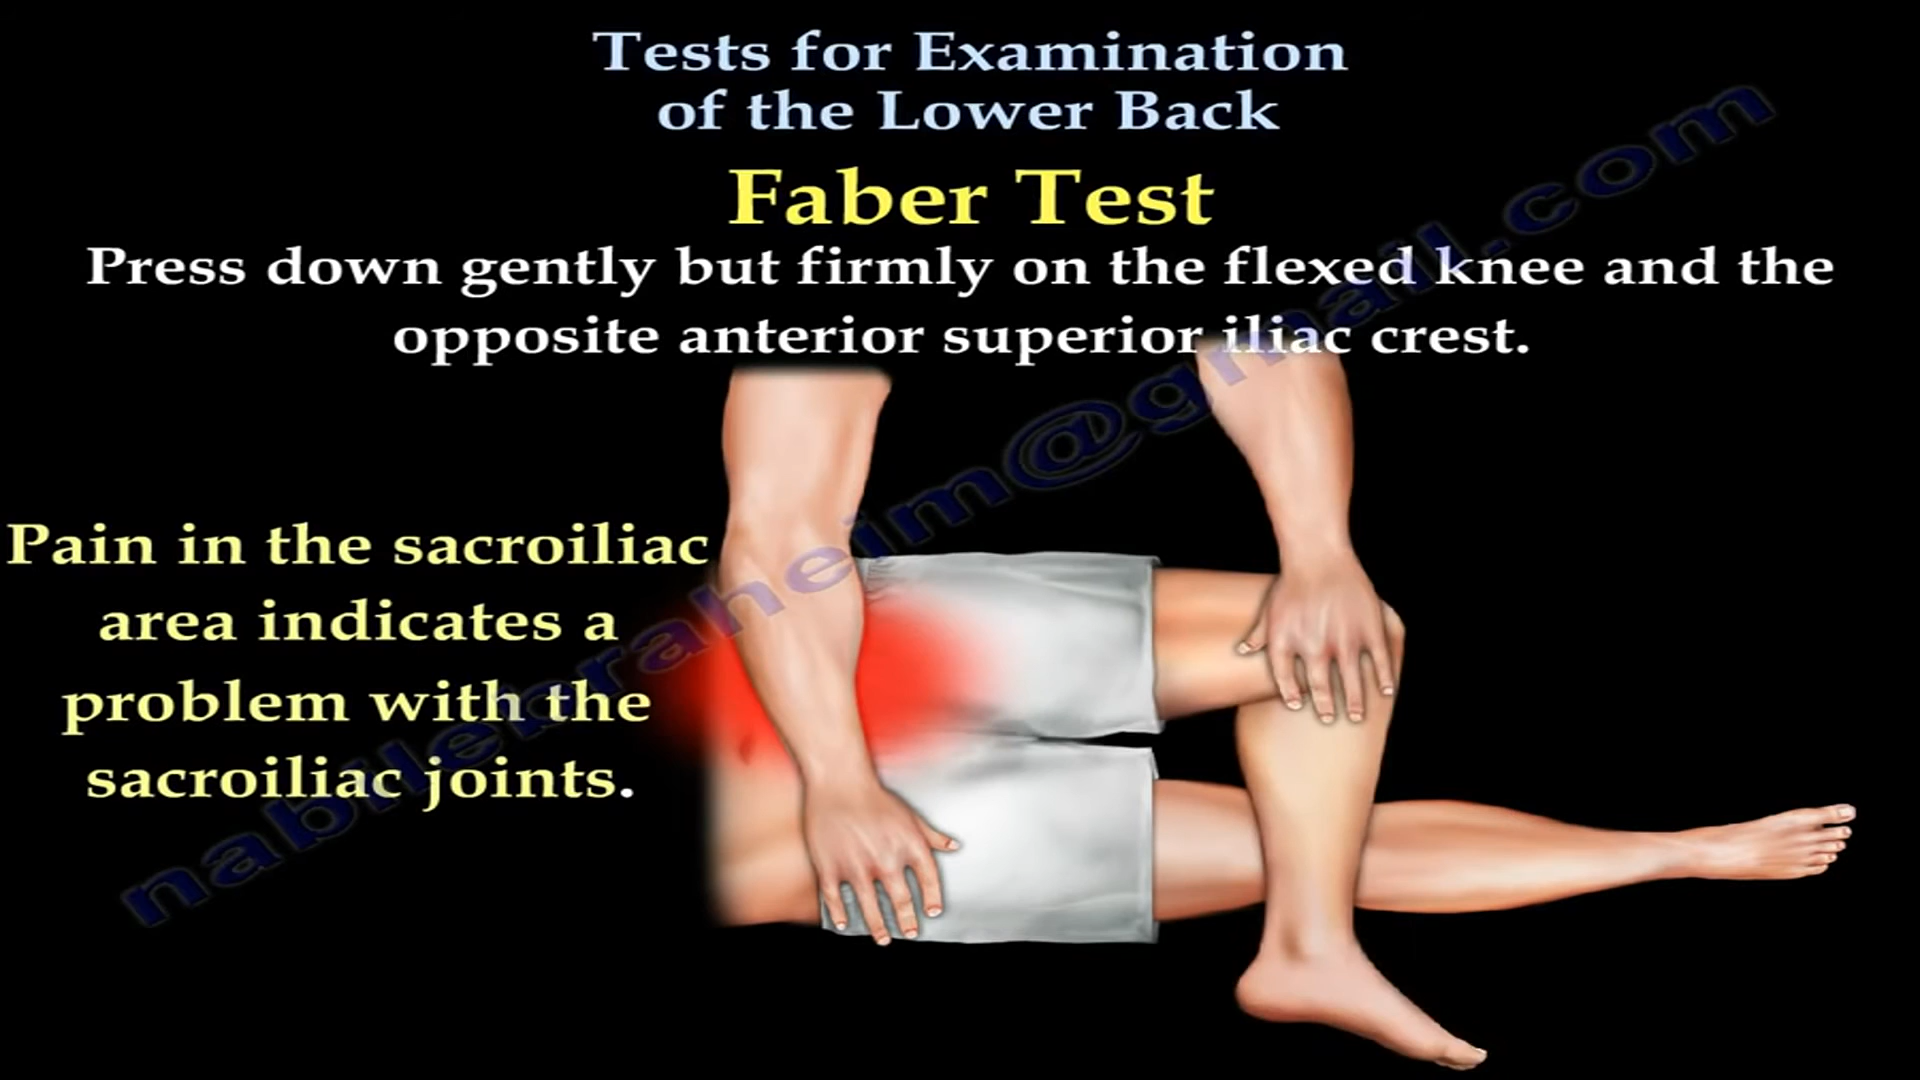 Tests for Examination
of the Lower Back
Faber Test
Press down gently but firmly on the flexed knee and the
opposite anterior superior iliac crest.
Pain in the sacroiliac
area indicates a
problem with the
sacroiliac joints.
nabilebraheim@gmail.com